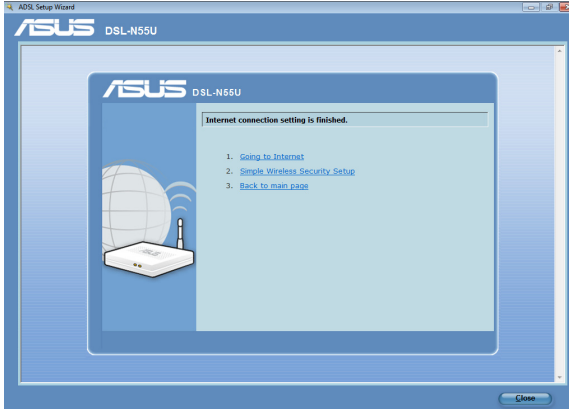 ADSL Setup Wizard
ASUS DSL-N55U
ASUS DSL-N55U
Internet connection setting is finished.
1. Going to Internet
2. Simple Wireless Security Setup
3. Back to main page
Close